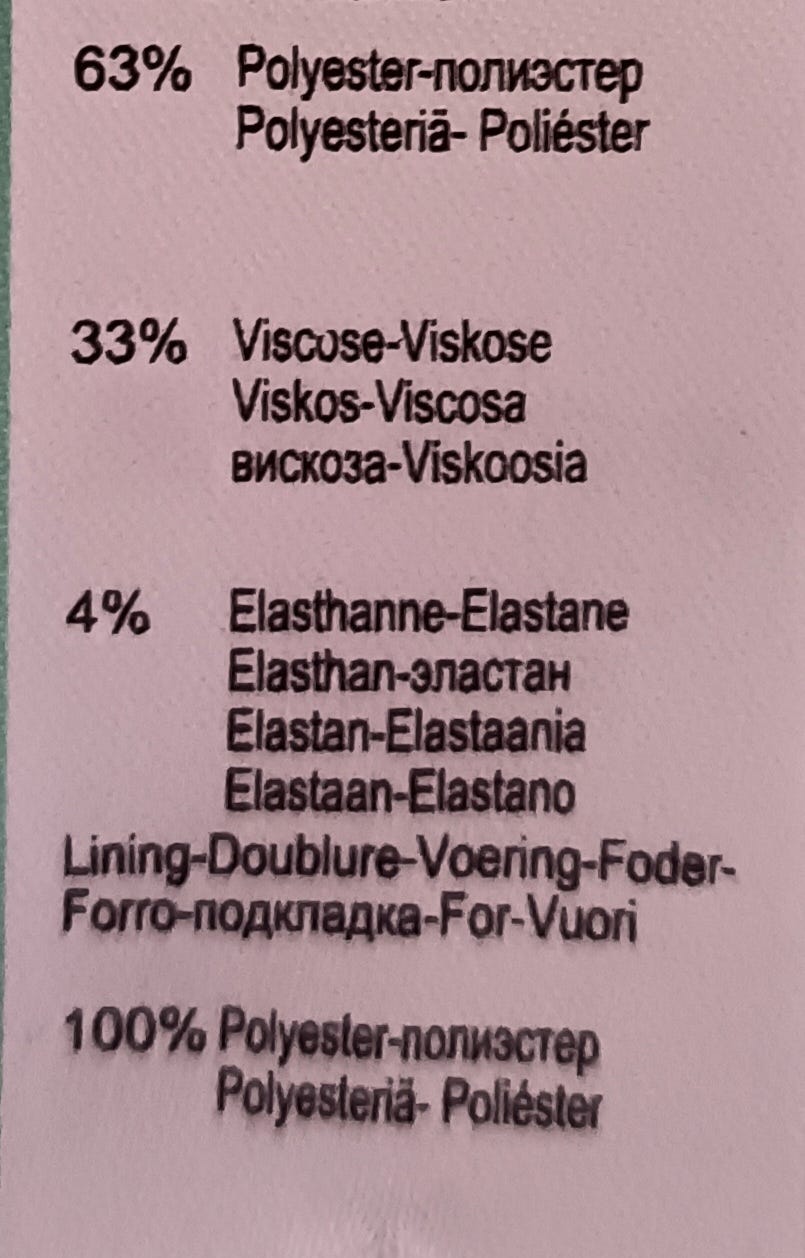 63% Polyester-полиэстер
Polyesteriä- Poliéster
33% Viscose-Viskose
Viskos-Viscosa
вискоза-Viskoosia
4% Elasthanne-Elastane
Elasthan-эластан
Elastan-Elastaania
Elastaan-Elastano
Lining-Doublure-Voering-Foder-
Forro-подкладка-For-Vuori
100% Polyester-полиэстер
Polyesteriä- Poliéster